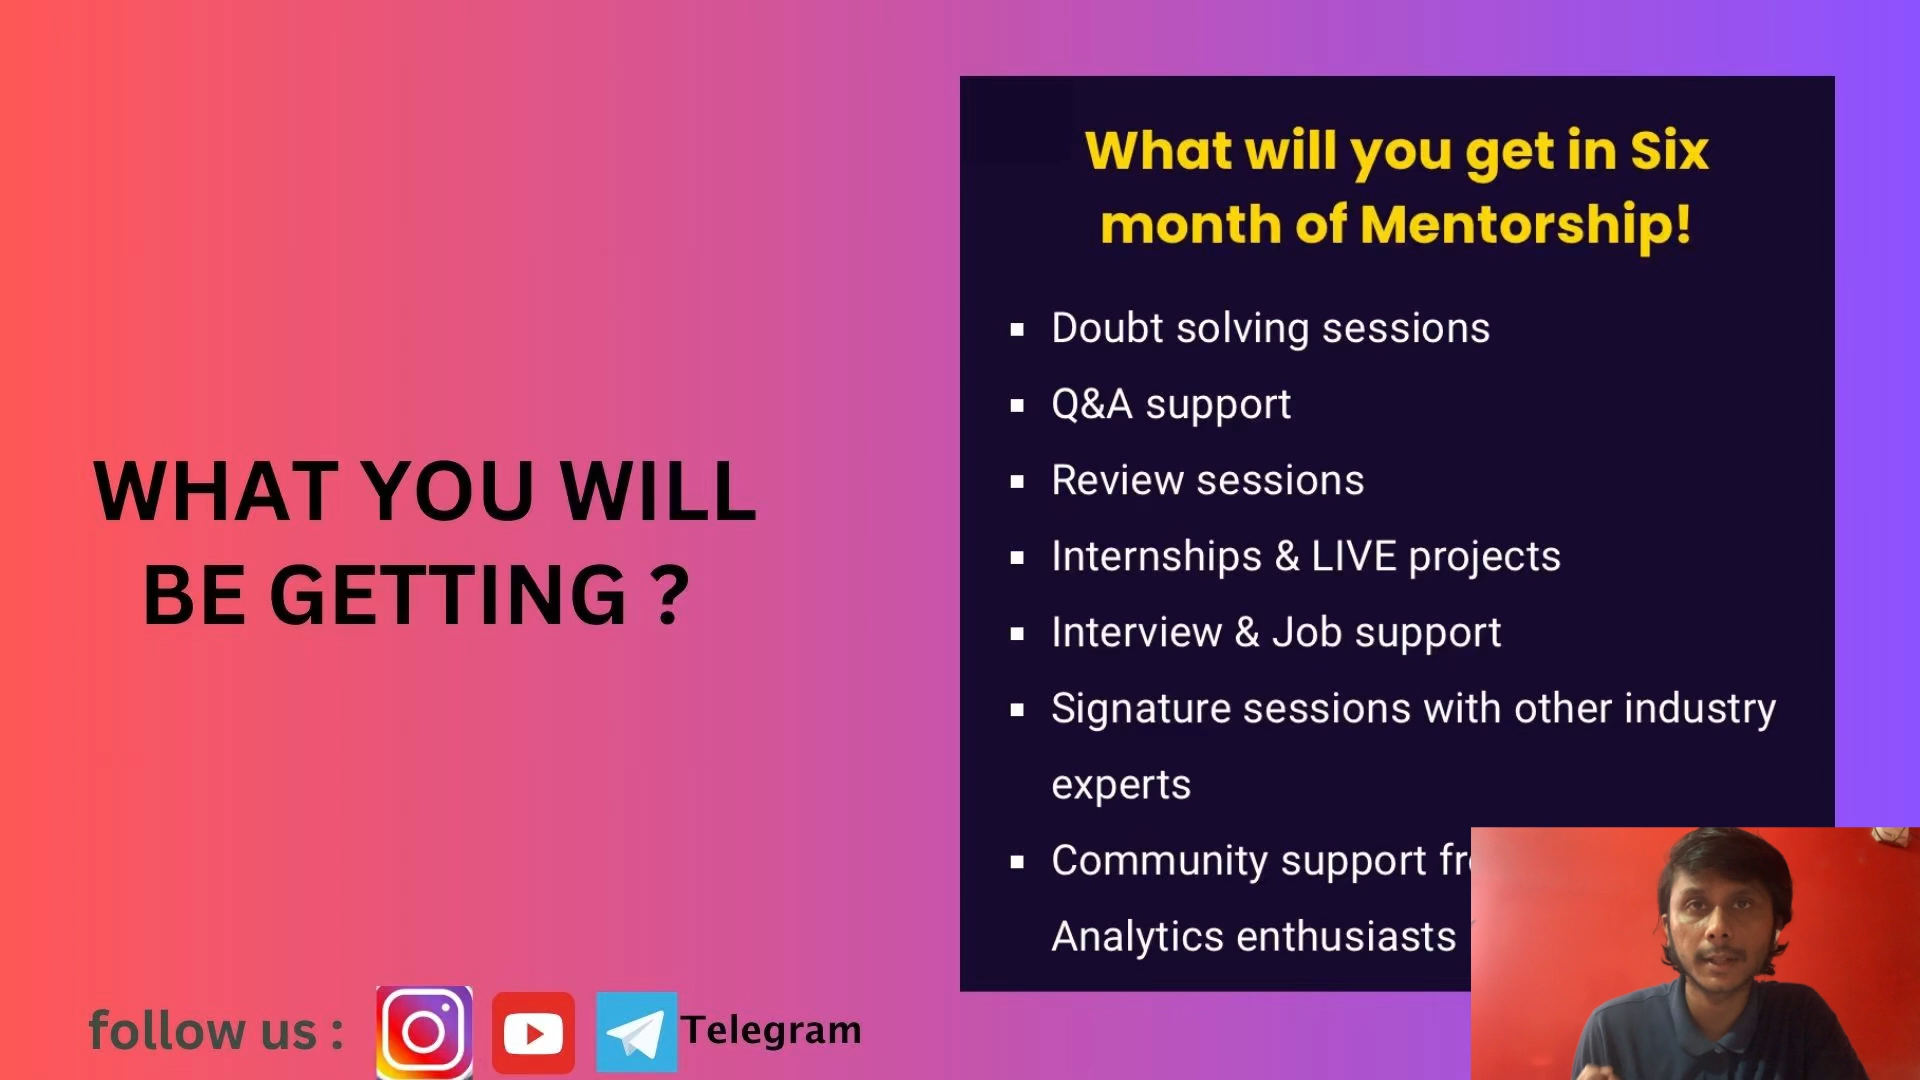 WHAT YOU WILL
BE GETTING ?
What will you get in Six
month of Mentorship!
Doubt solving sessions
Q&A support
Review sessions
Internships & LIVE projects
Interview & Job support
Signature sessions with other industry
experts
Community support
Analytics enthusiasts
follow us :
Telegram